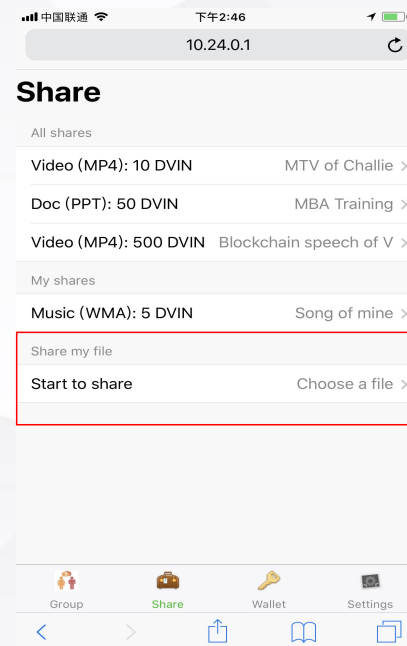 中国联通 下午2:46
10.24.0.1
Share
All shares
Video (MP4): 10 DVIN MTV of Challie
Doc (PPT): 50 DVIN MBA Training
Video (MP4): 500 DVIN Blockchain speech of V
My shares
Music (WMA): 5 DVIN Song of mine
Share my file
Start to share Choose a file
Group Share Wallet Settings